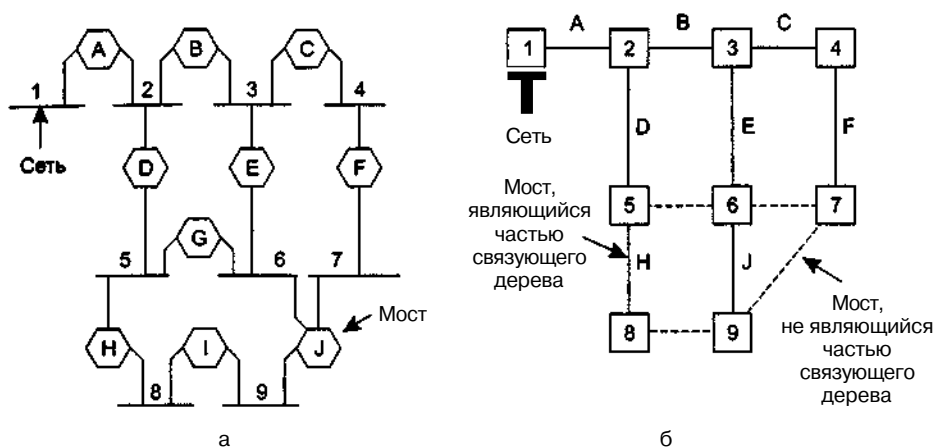 A B C
1 2 3 4
Сеть
D E F
G
5 6 7
Мост
H I J
8 9
а
A B C
1 2 3 4
Сеть
D E F
Мост,
являющийся
частью
связующего
дерева
5 6 7
H J
Мост,
не являющийся
частью
связующего
дерева
8 9
б